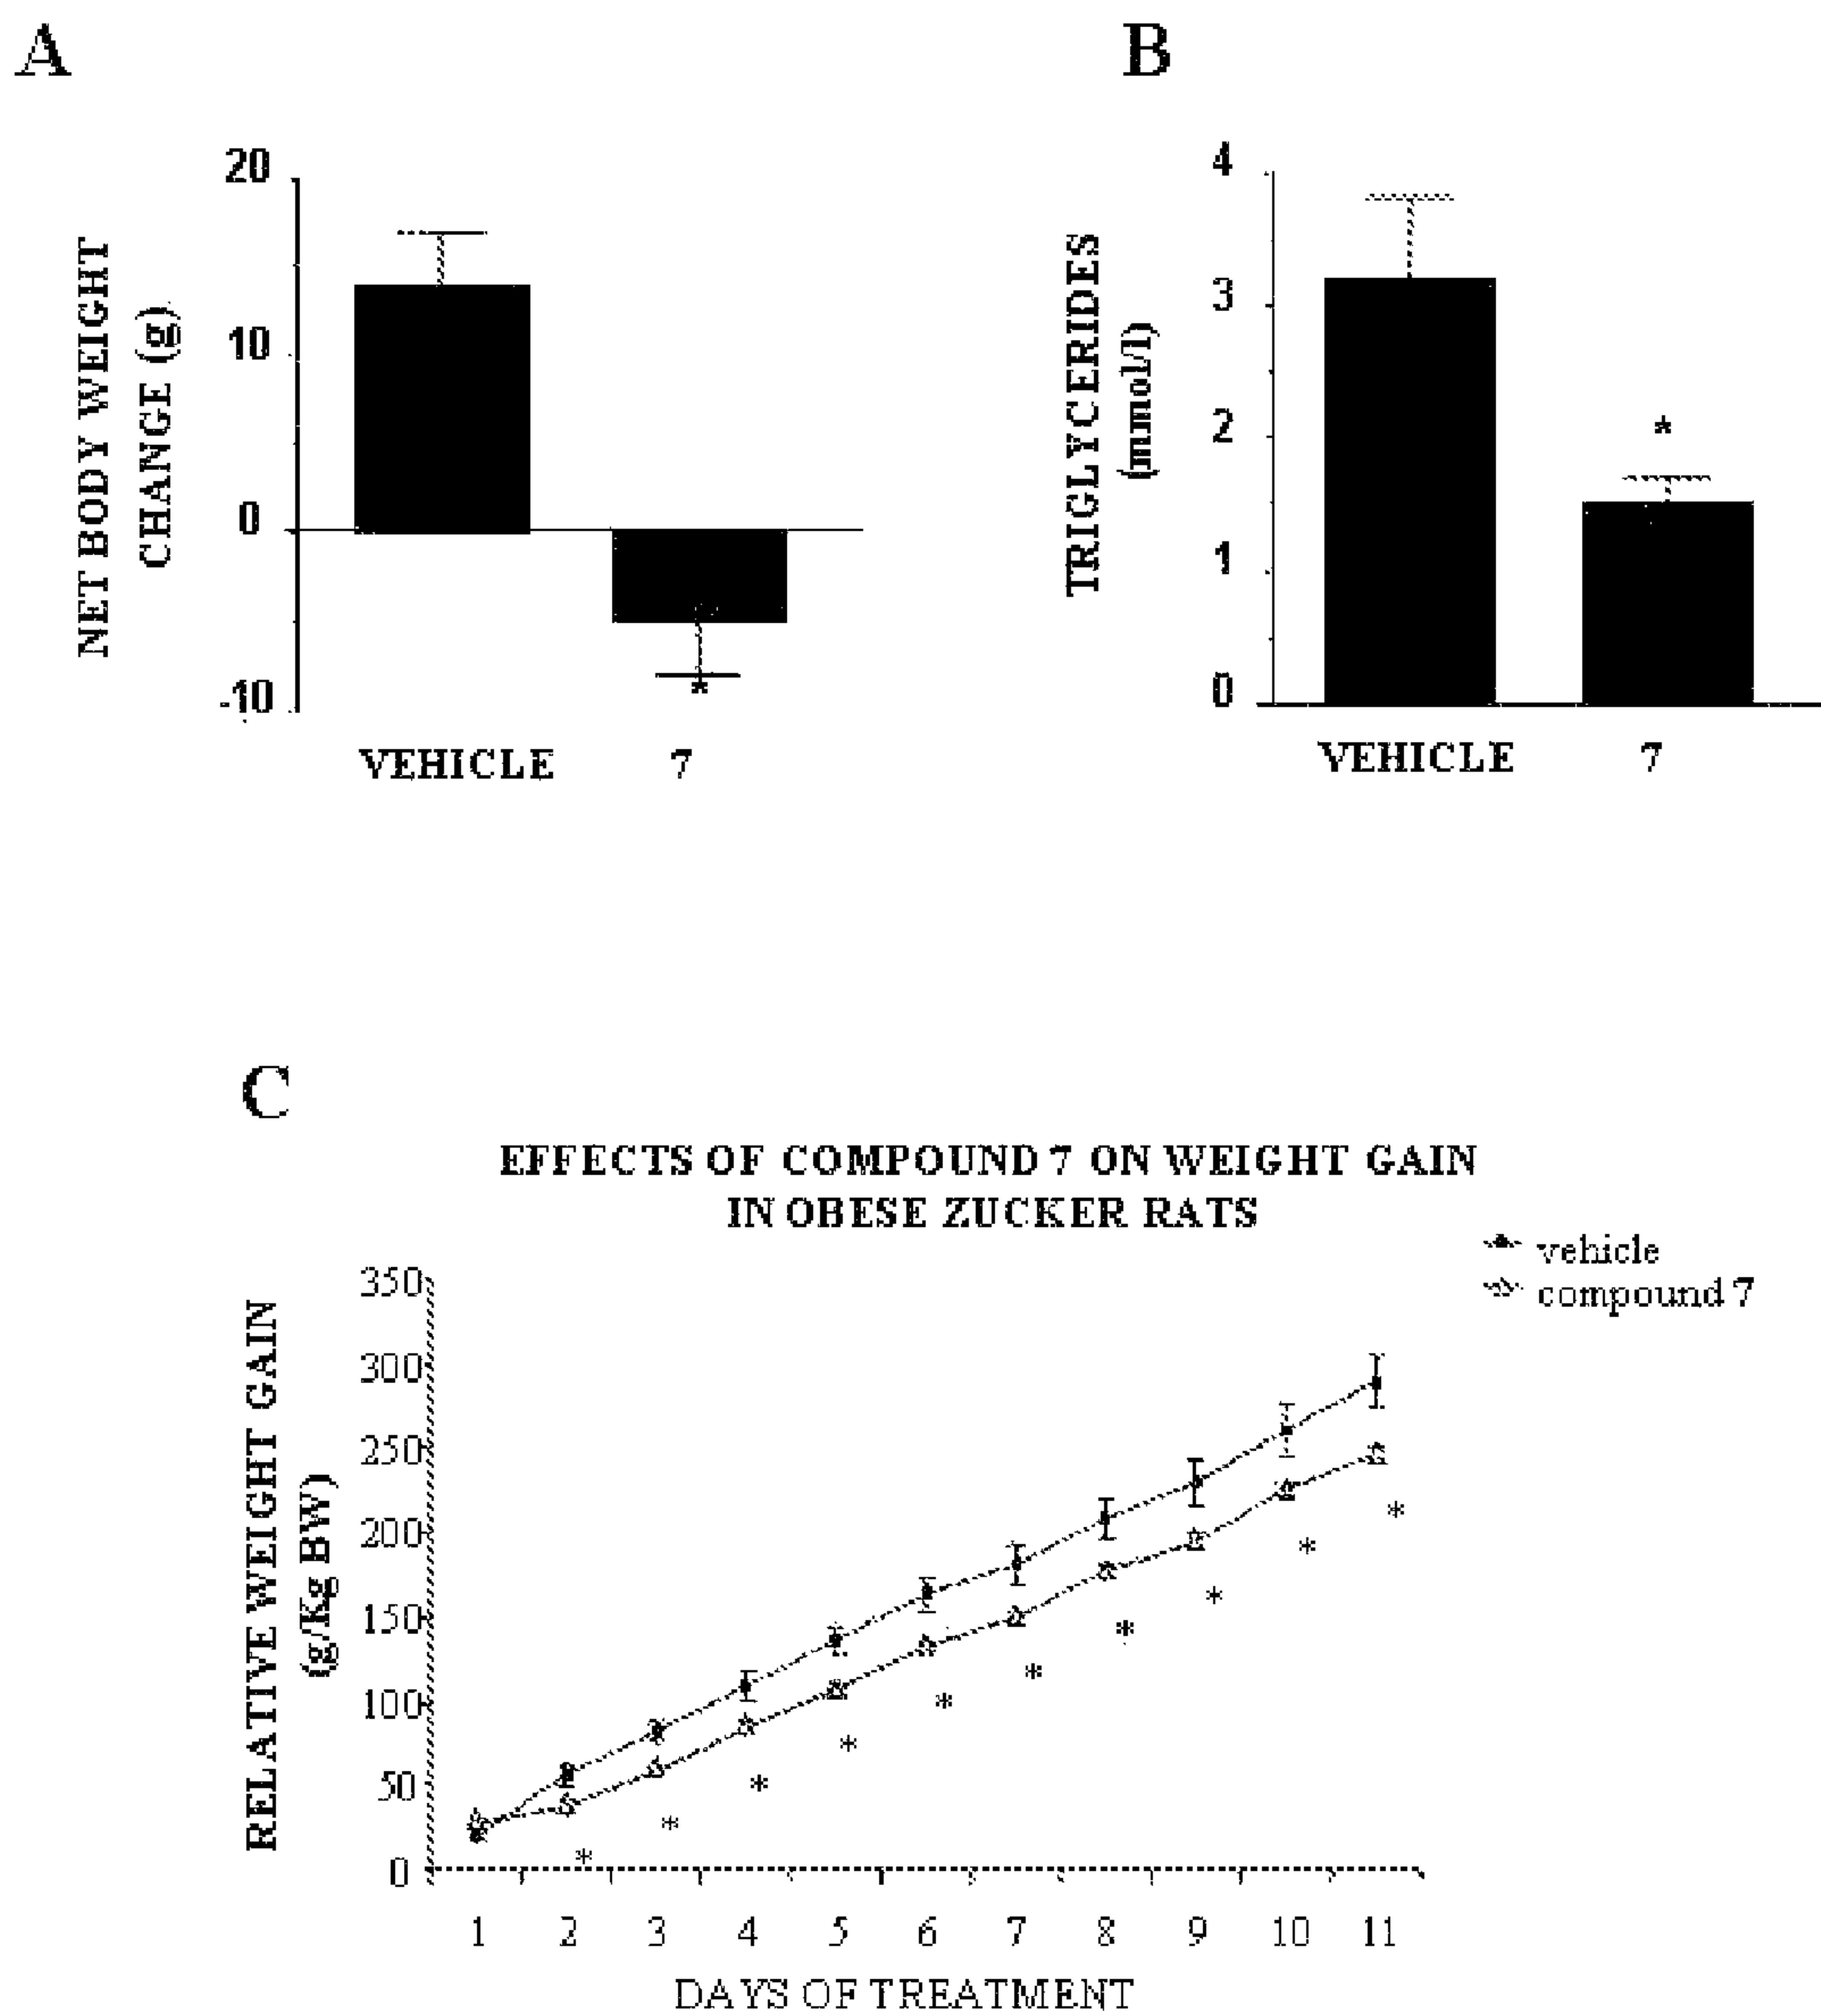 A
20
10
0
-10
NET BODY WEIGHT
CHANGE (g)
*
VEHICLE 7
B
4
3
2
1
0
TRIGLYCERIDES
(mmol/l)
*
VEHICLE 7
C
EFFECTS OF COMPOUND 7 ON WEIGHT GAIN
IN OBESE ZUCKER RATS
vehicle
compound 7
350
300
250
200
150
100
50
0
RELATIVE WEIGHT GAIN
(g/Kg BW)
* * * * * * * * * *
1 2 3 4 5 6 7 8 9 10 11
DAYS OF TREATMENT